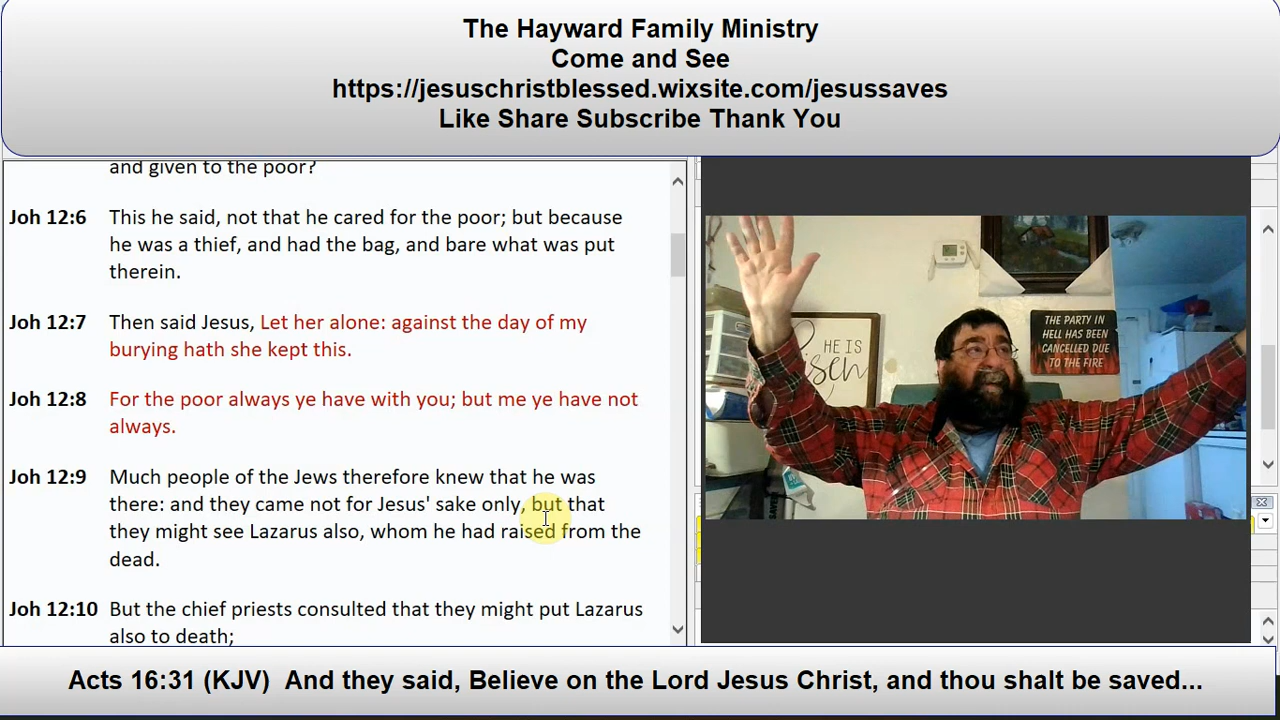 The Hayward Family Ministry
Come and See
https://jesuschristblessed.wixsite.com/jesussaves
Like Share Subscribe Thank You
and given to the poor?
Joh 12:6 This he said, not that he cared for the poor; but because
he was a thief, and had the bag, and bare what was put
therein.
Joh 12:7 Then said Jesus, Let her alone: against the day of my
burying hath she kept this.
Joh 12:8 For the poor always ye have with you; but me ye have not
always.
Joh 12:9 Much people of the Jews therefore knew that he was
there: and they came not for Jesus' sake only, but that
they might see Lazarus also, whom he had raised from the
dead.
Joh 12:10 But the chief priests consulted that they might put Lazarus
also to death;
HE IS
Risen
THE PARTY IN
HELL HAS BEEN
CANCELLED DUE
TO THE FIRE
Acts 16:31 (KJV) And they said, Believe on the Lord Jesus Christ, and thou shalt be saved...